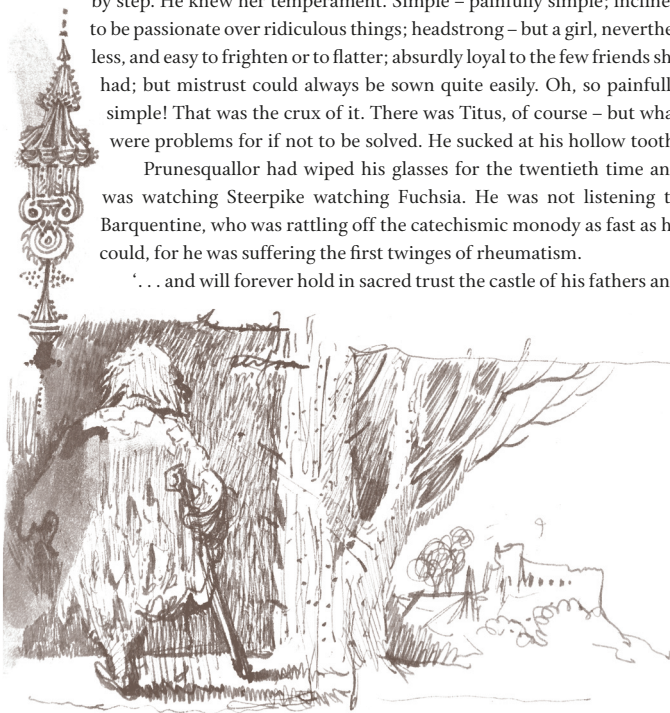 by step. He knew her temperament. Simple – painfully simple; incline
to be passionate over ridiculous things; headstrong – but a girl, neverthe
less, and easy to frighten or to flatter; absurdly loyal to the few friends sh
had; but mistrust could always be sown quite easily. Oh, so painfull
simple! That was the crux of it. There was Titus, of course – but wha
were problems for if not to be solved. He sucked at his hollow tooth
Prunesquallor had wiped his glasses for the twentieth time an
was watching Steerpike watching Fuchsia. He was not listening t
Barquentine, who was rattling off the catechismic monody as fast as h
could, for he was suffering the first twinges of rheumatism.
‘. . . and will forever hold in sacred trust the castle of his fathers an